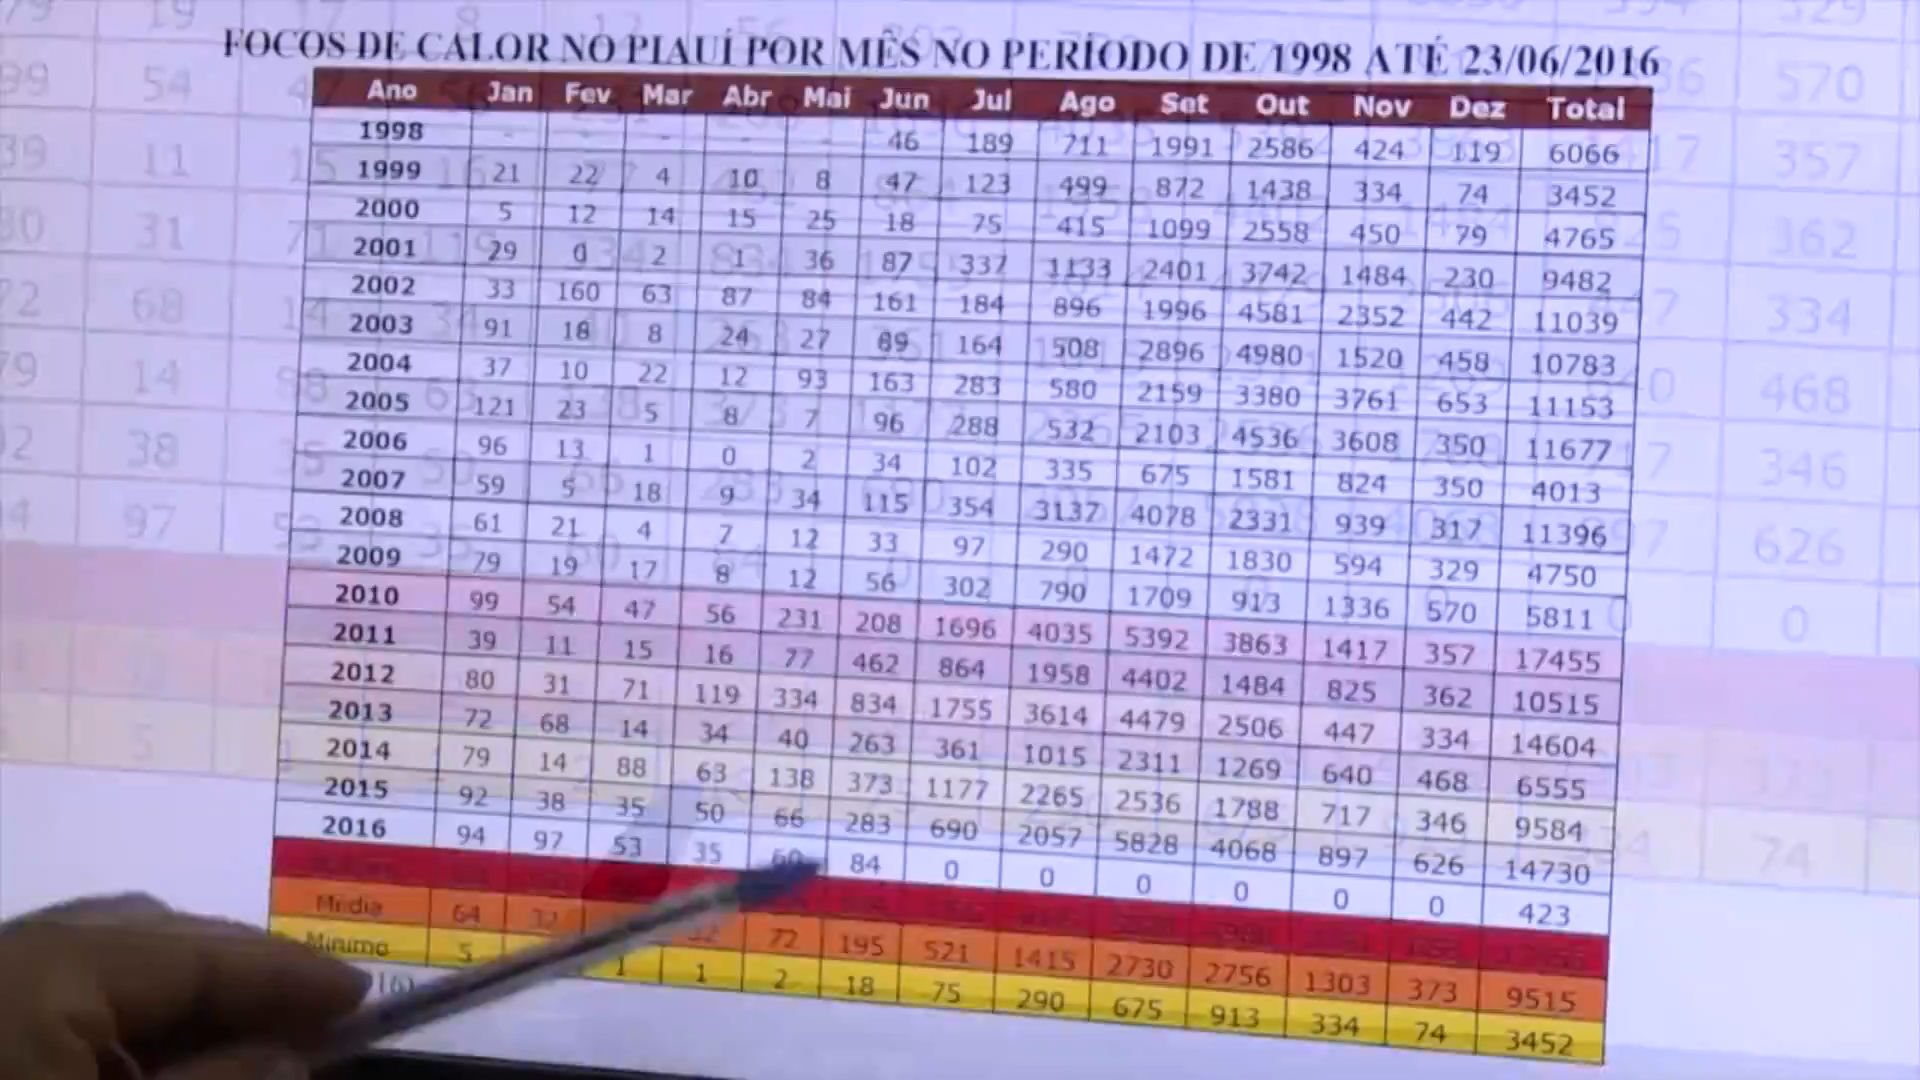 FOCOS DE CALOR NO PIAUÍ POR MÊS NO PERÍODO DE 1998 ATÉ 23/06/2016
Ano Jan Fev Mar Abr Mai Jun Jul Ago Set Out Nov Dez Total
1998 - - - - - 46 189 711 1991 2586 424 119 6066
1999 21 22 4 10 8 47 123 499 872 1438 334 74 3452
2000 5 12 14 15 25 18 75 415 1099 2558 450 79 4765
2001 29 0 2 1 36 87 337 1133 2401 3742 1484 230 9482
2002 33 160 63 87 84 161 184 896 1996 4581 2352 442 11039
2003 91 18 8 24 27 89 164 508 2896 4980 1520 458 10783
2004 37 10 22 12 93 163 283 580 2159 3380 3761 653 11153
2005 121 23 5 8 7 96 288 532 2103 4536 3608 350 11677
2006 96 13 1 0 2 34 102 335 675 1581 824 350 4013
2007 59 5 18 9 34 115 354 3137 4078 2331 939 317 11396
2008 61 21 4 7 12 33 97 290 1472 1830 594 329 4750
2009 79 19 17 8 12 56 302 790 1709 913 1336 570 5811
2010 99 54 47 56 231 208 1696 4035 5392 3863 1417 357 17455
2011 39 11 15 16 77 462 864 1958 4402 1484 825 362 10515
2012 80 31 71 119 334 834 1755 3614 4479 2506 447 334 14604
2013 72 68 14 34 40 263 361 1015 2311 1269 640 468 6555
2014 79 14 88 63 138 373 1177 2265 2536 1788 717 346 9584
2015 92 38 35 50 66 283 690 2057 5828 4068 897 626 14730
2016 94 97 53 35 60 84 0 0 0 0 0 0 423
Média 64 32 72 195 521 1415 2730 2756 1303 373 9515
Mínimo 5 1 1 2 18 75 290 675 913 334 74 3452